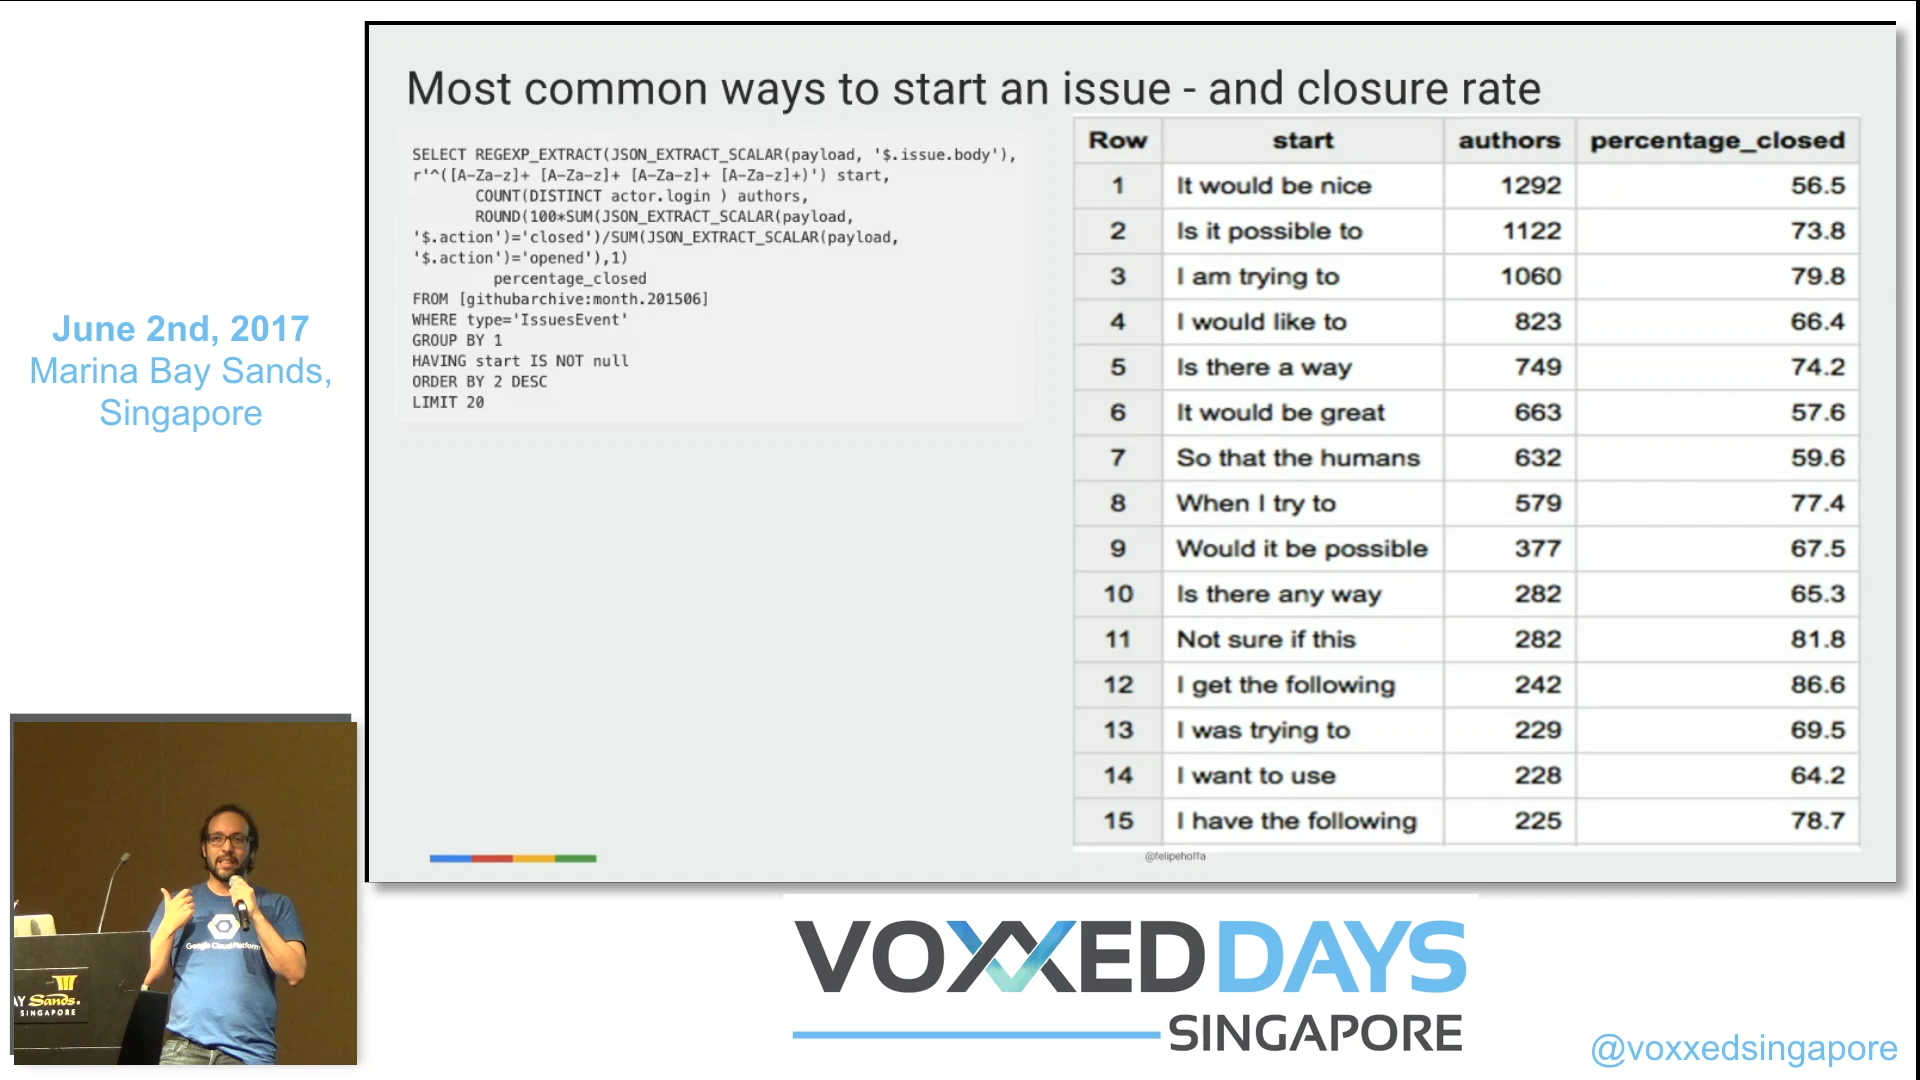 Most common ways to start an issue - and closure rate
SELECT REGEXP_EXTRACT(JSON_EXTRACT_SCALAR(payload, '$.issue.body'),
r'^([A-Za-z]+ [A-Za-z]+ [A-Za-z]+ [A-Za-z]+)') start,
COUNT(DISTINCT actor.login ) authors,
ROUND(100*SUM(JSON_EXTRACT_SCALAR(payload,
'$.action')='closed')/SUM(JSON_EXTRACT_SCALAR(payload,
'$.action')='opened'),1)
percentage_closed
FROM [githubarchive:month.201506]
WHERE type='IssuesEvent'
GROUP BY 1
HAVING start IS NOT null
ORDER BY 2 DESC
LIMIT 20
Row start authors percentage_closed
1 It would be nice 1292 56.5
2 Is it possible to 1122 73.8
3 I am trying to 1060 79.8
4 I would like to 823 66.4
5 Is there a way 749 74.2
6 It would be great 663 57.6
7 So that the humans 632 59.6
8 When I try to 579 77.4
9 Would it be possible 377 67.5
10 Is there any way 282 65.3
11 Not sure if this 282 81.8
12 I get the following 242 86.6
13 I was trying to 229 69.5
14 I want to use 228 64.2
15 I have the following 225 78.7
@felipehoffa
June 2nd, 2017
Marina Bay Sands,
Singapore
Google Cloud Platform
AY Sands.
SINGAPORE
VOXXED DAYS
SINGAPORE
@voxxedsingapore